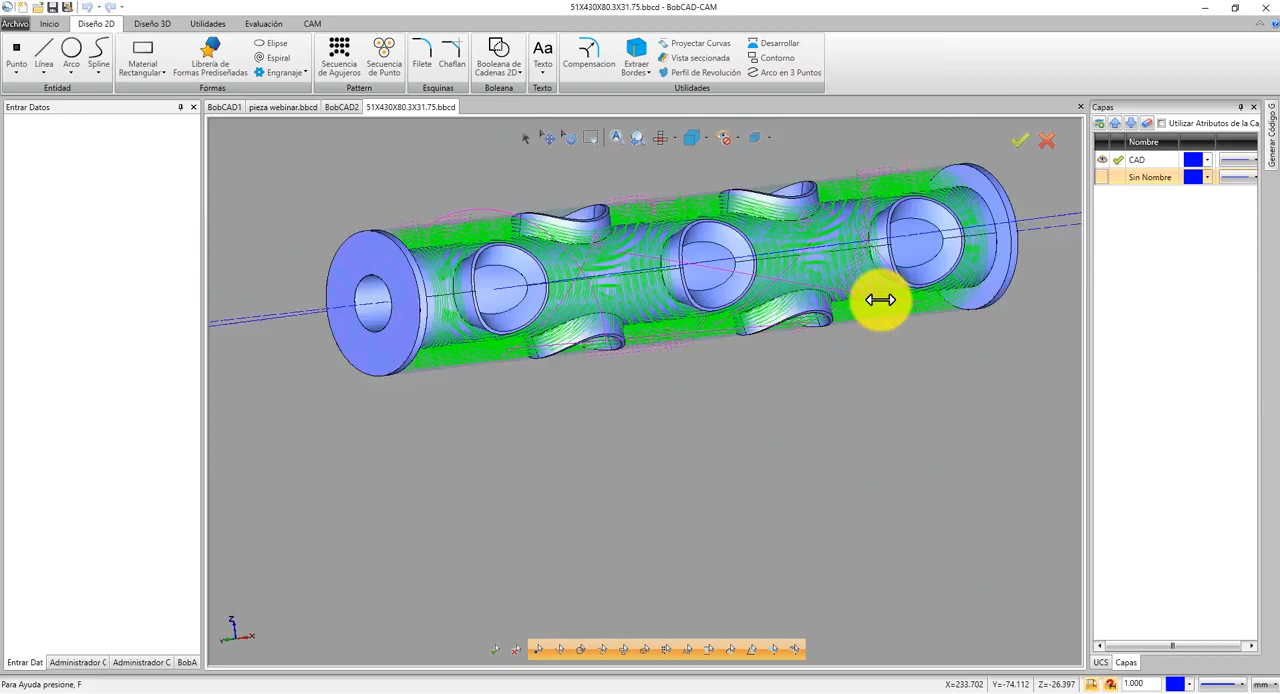 51X430X80.3X31.75.bbcd - BobCAD-CAM
Archivo Inicio Diseño 2D Diseño 3D Utilidades Evaluación CAM
Punto Línea Arco Spline
Entidad
Material Rectangular
Librería de Formas Prediseñadas
Elipse
Espiral
Engranaje
Formas
Secuencia de Agujeros
Secuencia de Punto
Pattern
Filete Chaflan
Esquinas
Booleana de Cadenas 2D
Boleana
Aa
Texto
Texto
Compensation
Extraer Bordes
Proyectar Curvas
Vista seccionada
Perfil de Revolución
Desarrollar
Contorno
Arco en 3 Puntos
Utilidades
Entrar Datos
BobCAD1 pieza webinar.bbcd BobCAD2 51X430X80.3X31.75.bbcd
Capas
Utilizar Atributos de la Ca
Nombre
CAD
Sin Nombre
Generar Código G
Z
Y X
Entrar Dat Administrador C Administrador C BobA
UCS Capas
Para Ayuda presione, F
X=233.702 Y=-74.112 Z=-26.397 1.000 mm